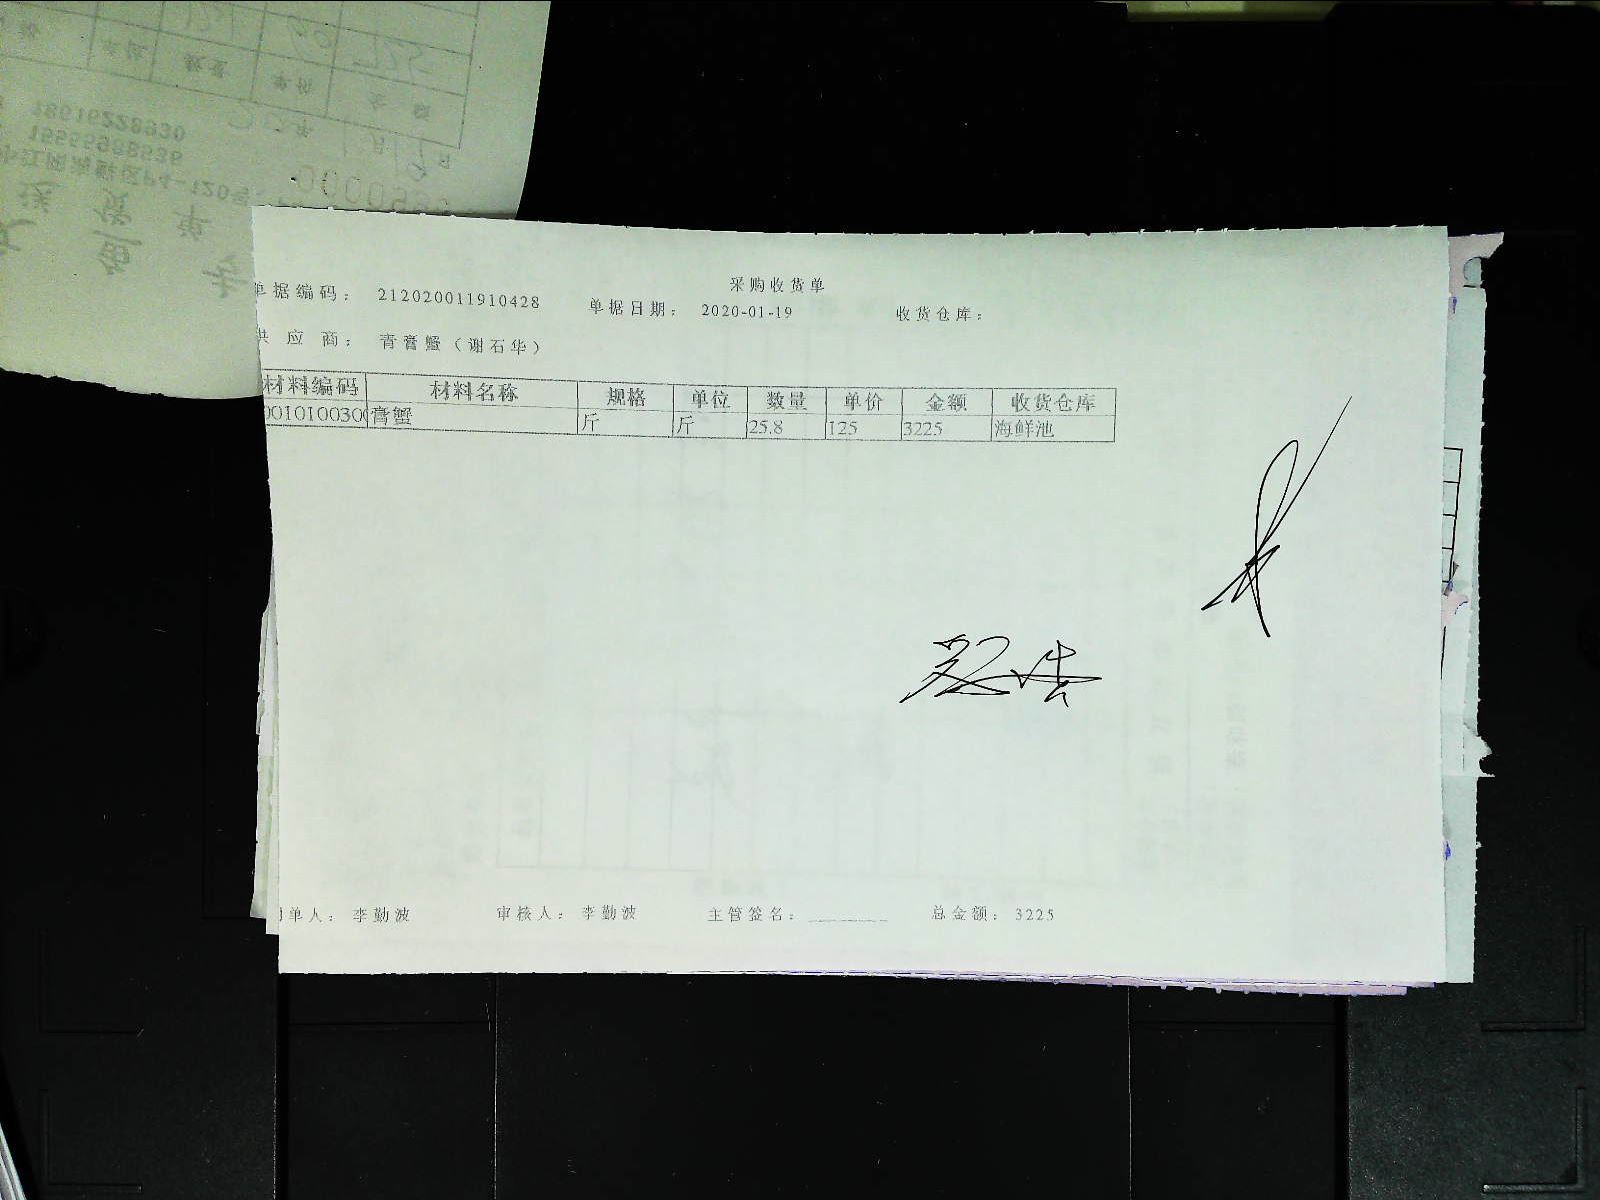 采购收货单
单据编码： 212020011910428 单据日期： 2020-01-19 收货仓库：
供 应 商： 青膏蟹（谢石华）
材料编码 材料名称 规格 单位 数量 单价 金额 收货仓库
00101003 膏蟹 斤 斤 25.8 125 3225 海鲜池
单人： 李勤波 审核人： 李勤波 主管签名： 总金额： 3225